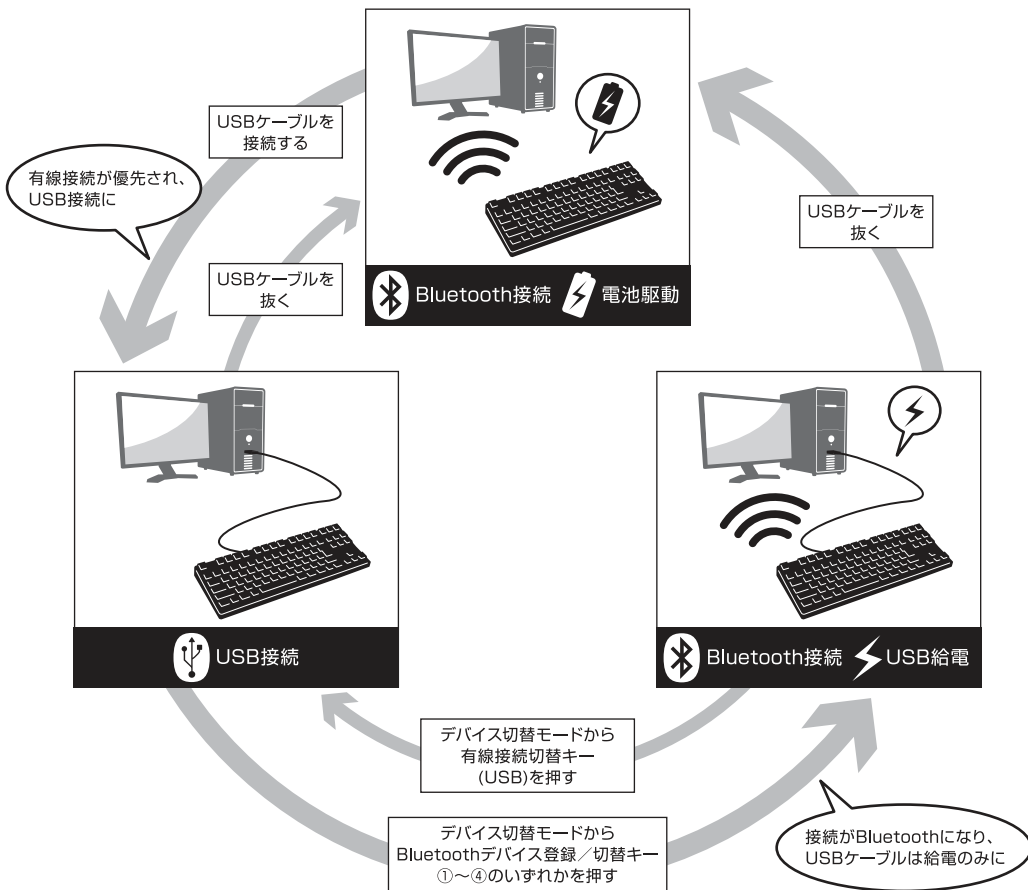 USBケーブルを
接続する
有線接続が優先され、
USB接続に
USBケーブルを
抜く
Bluetooth接続 電池駆動
USBケーブルを
抜く
USB接続
Bluetooth接続 USB給電
デバイス切替モードから
有線接続切替キー
(USB)を押す
デバイス切替モードから
Bluetoothデバイス登録／切替キー
①～④のいずれかを押す
接続がBluetoothになり、
USBケーブルは給電のみに